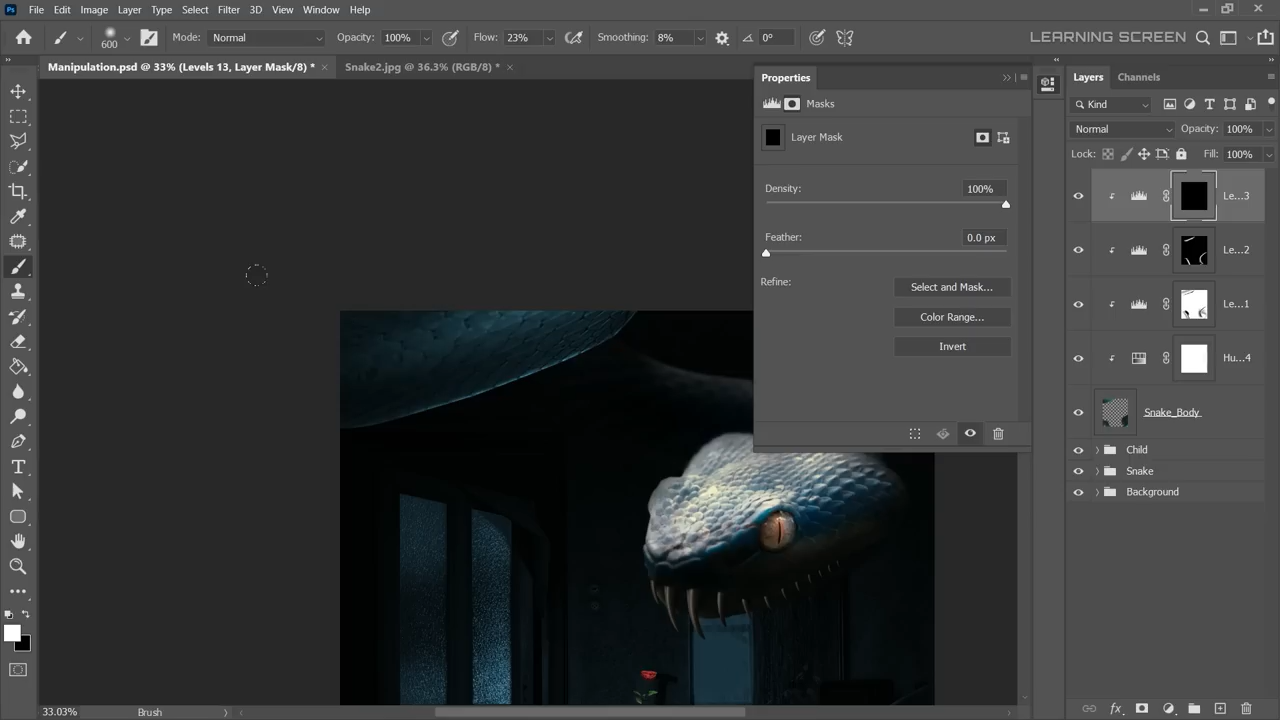 Ps File Edit Image Layer Type Select Filter 3D View Window Help
600 Mode: Normal Opacity: 100% Flow: 23% Smoothing: 8% 0° LEARNING SCREEN
Manipulation.psd @ 33% (Levels 13, Layer Mask/8) * Snake2.jpg @ 36.3% (RGB/8) *
Properties
Masks
Layer Mask
Density: 100%
Feather: 0.0 px
Refine: Select and Mask...
Color Range...
Invert
Layers Channels
Kind
Normal Opacity: 100%
Lock: Fill: 100%
Le...3
Le...2
Le...1
Hu...4
Snake_Body
Child
Snake
Background
33.03% Brush